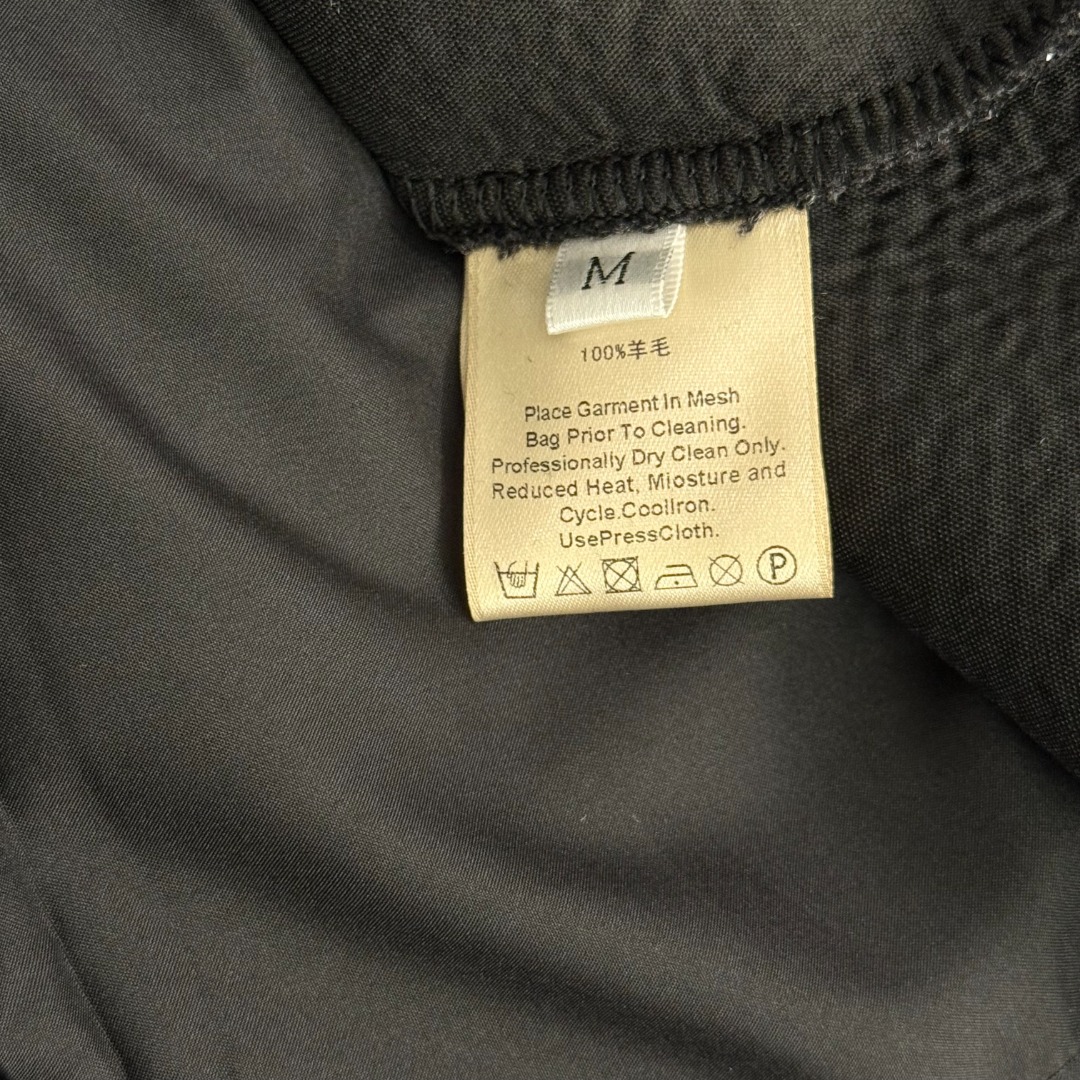 M
100%羊毛
Place Garment In Mesh
Bag Prior To Cleaning.
Professionally Dry Clean Only.
Reduced Heat, Miosture and
Cycle.CoolIron.
UsePressCloth.
P